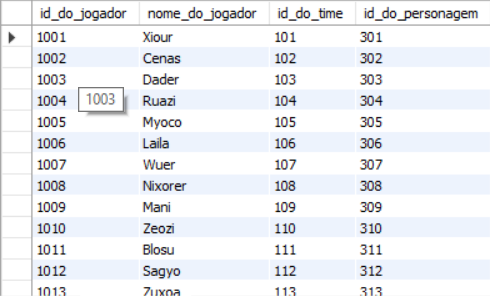 id_do_jogador nome_do_jogador id_do_time id_do_personagem
1001 Xiour 101 301
1002 Cenas 102 302
1003 Dader 103 303
1004 1003 Ruazi 104 304
1005 Myoco 105 305
1006 Laila 106 306
1007 Wuer 107 307
1008 Nixorer 108 308
1009 Mani 109 309
1010 Zeozi 110 310
1011 Blosu 111 311
1012 Sagyo 112 312
1013 Zuxoa 113 313